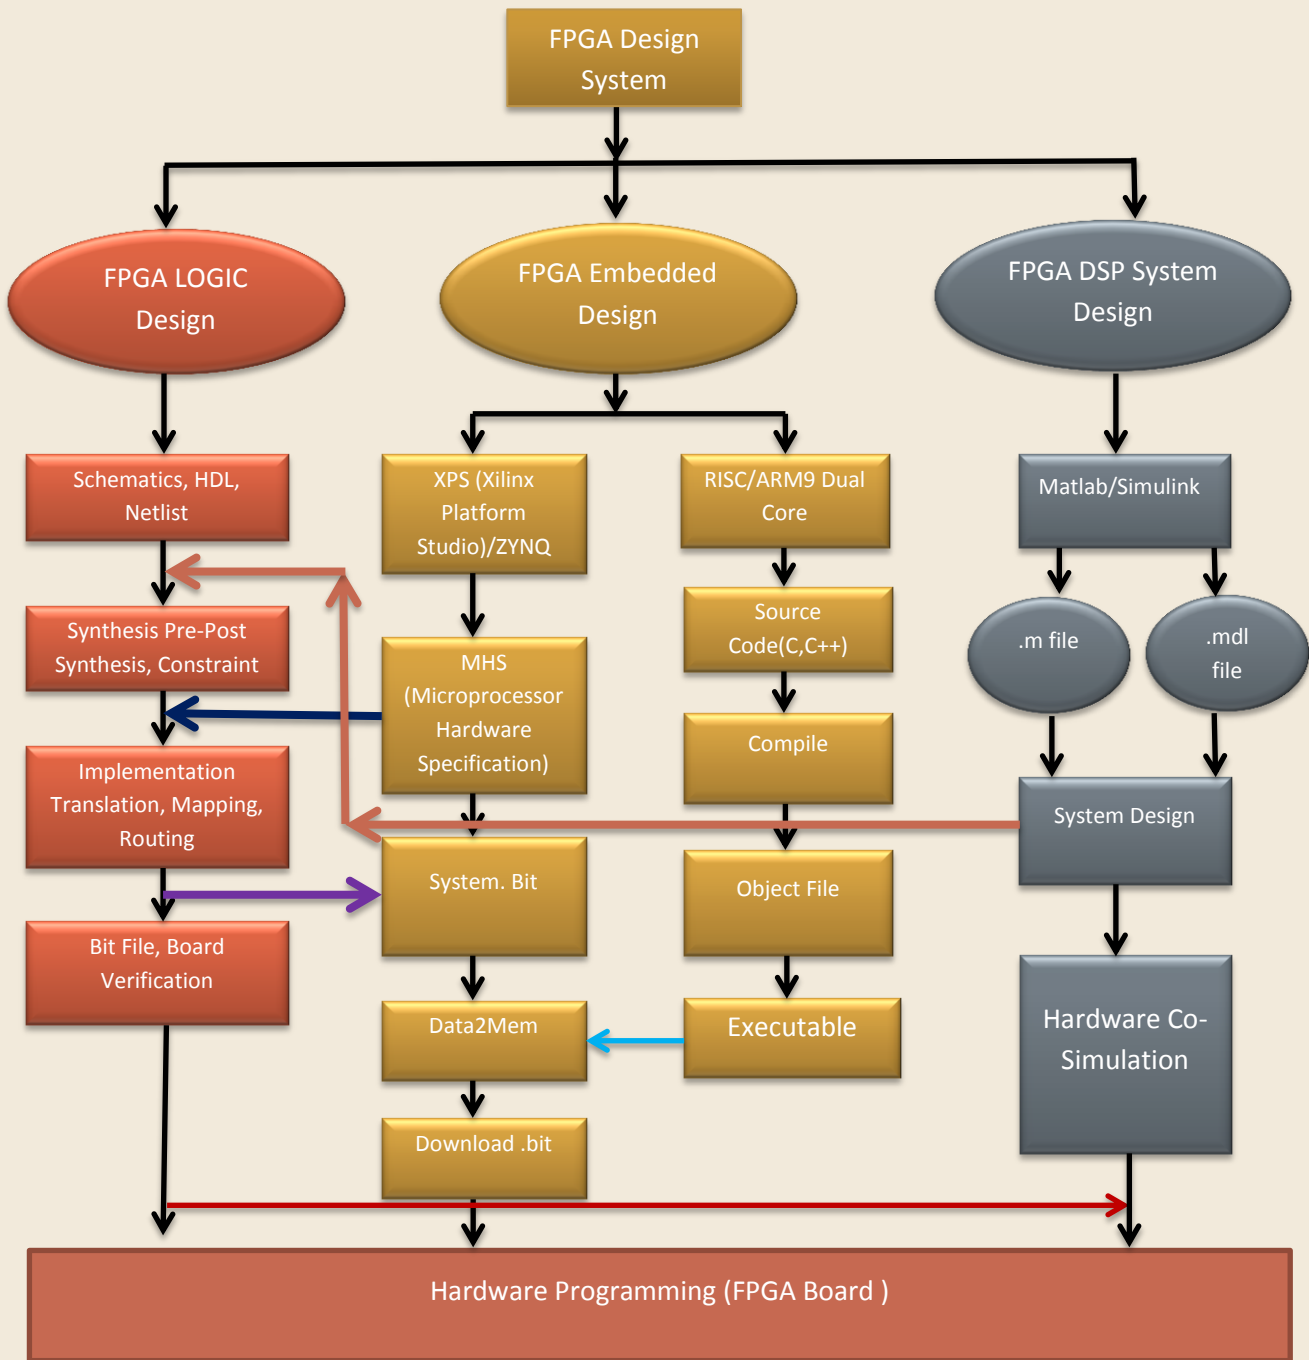 FPGA Design
System
FPGA LOGIC
Design
FPGA Embedded
Design
FPGA DSP System
Design
Schematics, HDL,
Netlist
XPS (Xilinx
Platform
Studio)/ZYNQ
RISC/ARM9 Dual
Core
Matlab/Simulink
Synthesis Pre-Post
Synthesis, Constraint
MHS
(Microprocessor
Hardware
Specification)
Source
Code(C,C++)
.m file
.mdl
file
Implementation
Translation, Mapping,
Routing
Compile
System Design
System. Bit
Object File
Bit File, Board
Verification
Data2Mem
Executable
Hardware Co-
Simulation
Download .bit
Hardware Programming (FPGA Board )